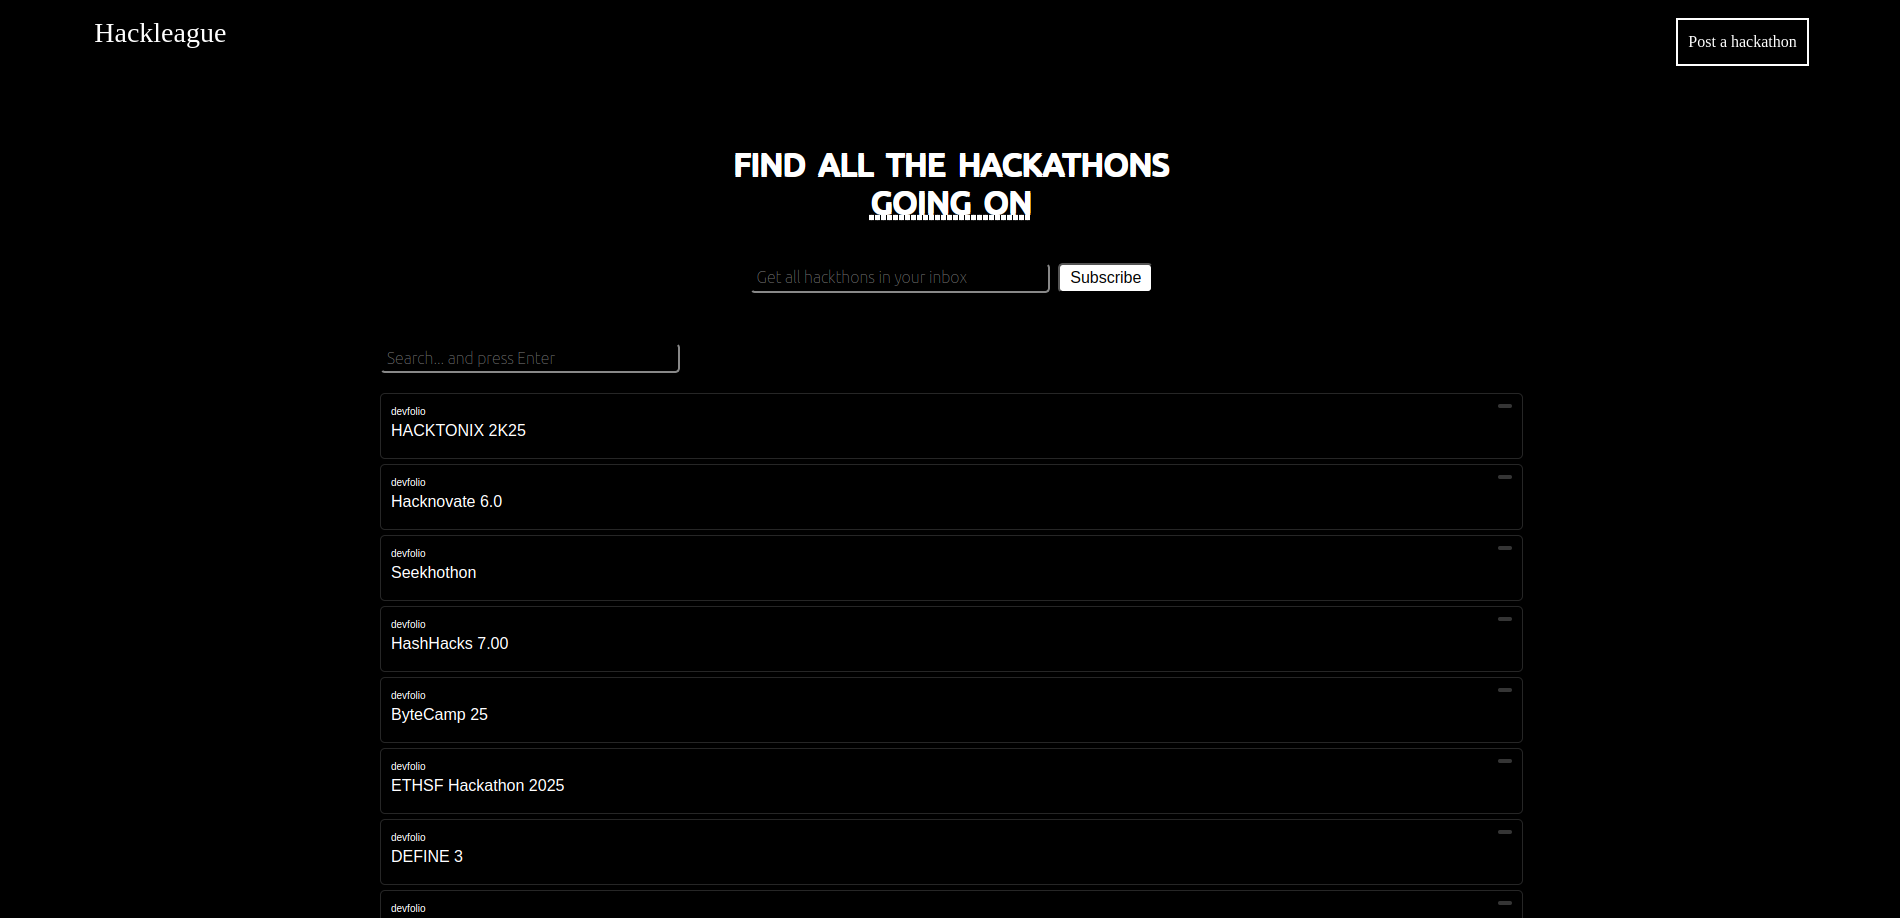 Hackleague
Post a hackathon
FIND ALL THE HACKATHONS
GOING ON
Get all hackthons in your inbox
Subscribe
Search... and press Enter
devfolio
HACKTONIX 2K25
devfolio
Hacknovate 6.0
devfolio
Seekhothon
devfolio
HashHacks 7.00
devfolio
ByteCamp 25
devfolio
ETHSF Hackathon 2025
devfolio
DEFINE 3
devfolio